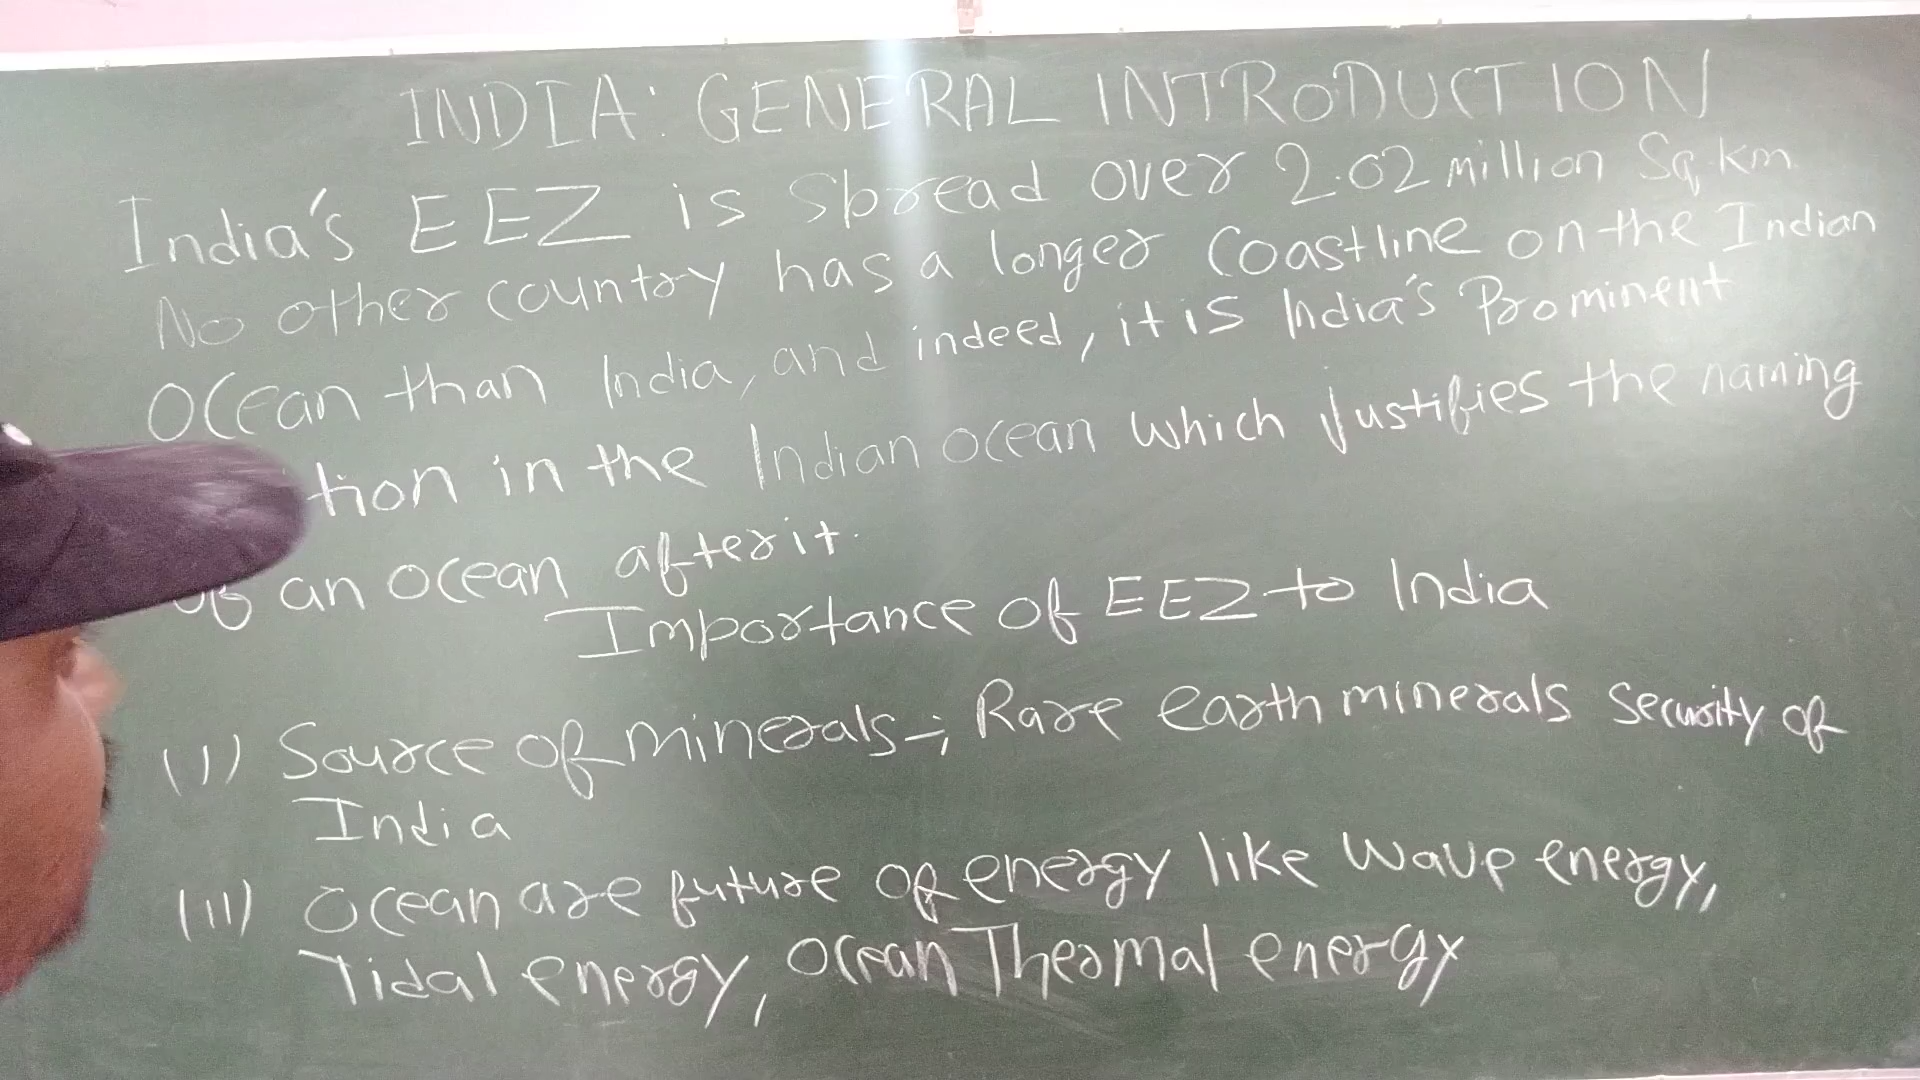 INDIA: GENERAL INTRODUCTION
India's EEZ is spread over 2.02 million Sq.km.
No other country has a longer coastline on the Indian
Ocean than India, and indeed, it is India's Prominent
tion in the Indian ocean which justifies the naming
of an ocean after it.
Importance of EEZ to India
(I) Source of minerals-; Rare earth minerals security of
India
(II) Ocean are future of energy like Wave energy,
Tidal energy, Ocean Thermal energy